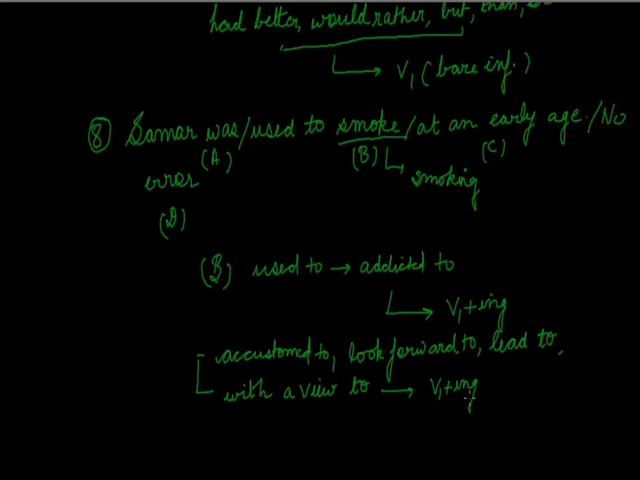 had better, would rather, but, than,
V1 (bare inf.)
(8) Samar was/used to smoke/at an early age./No
(A) (B) (C)
error smoking
(D)
(B) used to → addicted to
V1+ing
accustomed to, look forward to, lead to,
with a view to → V1+ing